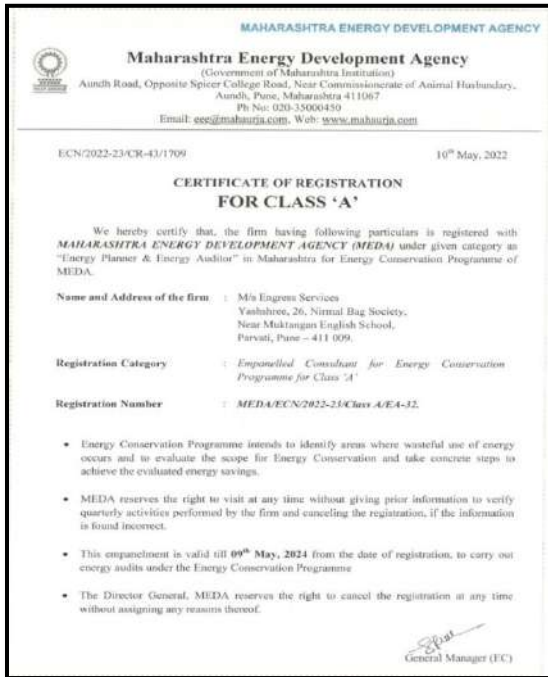 MAHARASHTRA ENERGY DEVELOPMENT AGENCY
Maharashtra Energy Development Agency
(Government of Maharashtra Institution)
Aundh Road, Opposite Spicer College Road, Near Commissionerate of Animal Husbandary,
Aundh, Pune, Maharashtra 411067
Ph No: 020-35000450
Email: eee@mahaurja.com, Web: www.mahaurja.com
ECN/2022-23/CR-43/1709 10th May, 2022
CERTIFICATE OF REGISTRATION
FOR CLASS 'A'
We hereby certify that, the firm having following particulars is registered with
MAHARASHTRA ENERGY DEVELOPMENT AGENCY (MEDA) under given category as
"Energy Planner & Energy Auditor" in Maharashtra for Energy Conservation Programme of
MEDA.
Name and Address of the firm : M/s Engress Services
Yashshree, 26, Nirmal Bag Society,
Near Muktangan English School,
Parvati, Pune – 411 009.
Registration Category : Empanelled Consultant for Energy Conservation
Programme for Class 'A'
Registration Number : MEDA/ECN/2022-23/Class A/EA-32.
• Energy Conservation Programme intends to identify areas where wasteful use of energy
occurs and to evaluate the scope for Energy Conservation and take concrete steps to
achieve the evaluated energy savings.
• MEDA reserves the right to visit at any time without giving prior information to verify
quarterly activities performed by the firm and canceling the registration, if the information
is found incorrect.
• This empanelment is valid till 09th May, 2024 from the date of registration, to carry out
energy audits under the Energy Conservation Programme
• The Director General, MEDA reserves the right to cancel the registration at any time
without assigning any reasons thereof.
General Manager (EC)